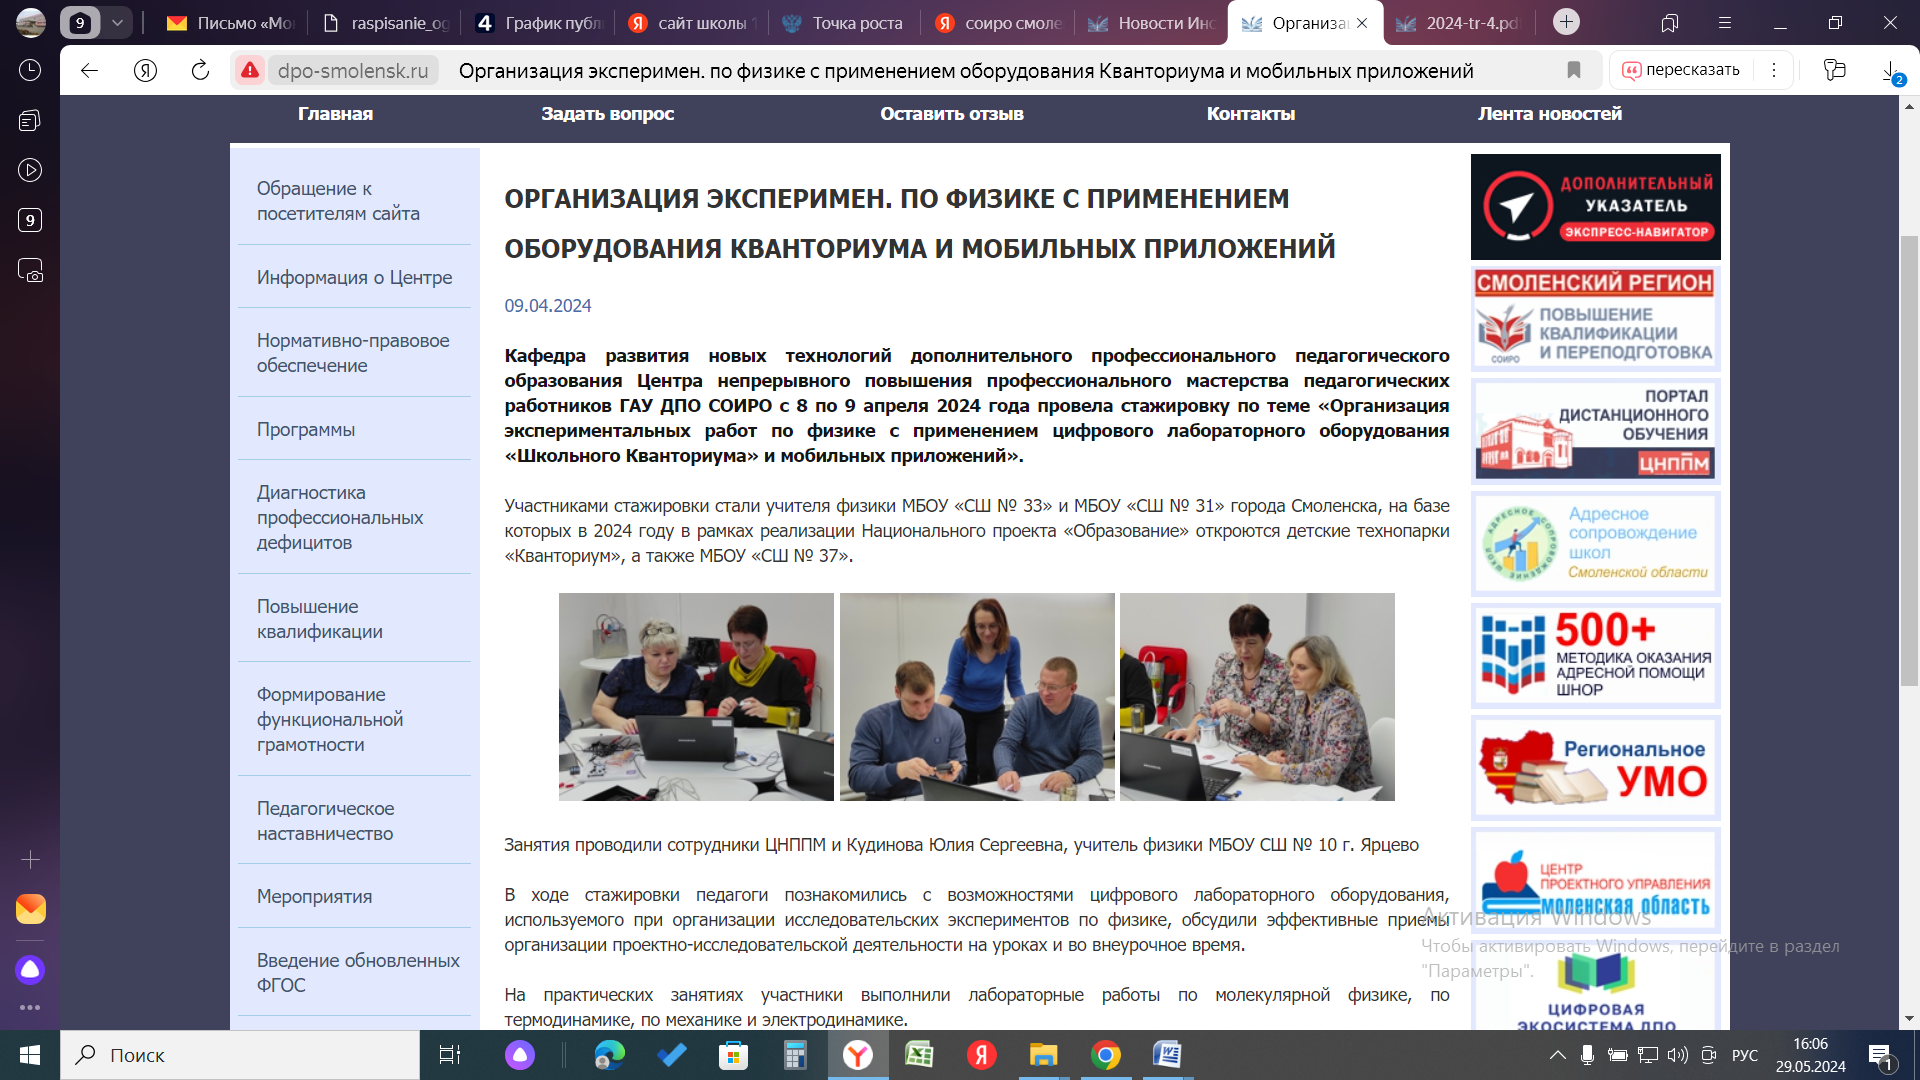 9
Письмо «Мо
raspisanie_og
График публ
сайт школы 1
Точка роста
соиро смоле
Новости Инс
Организа
2024-tr-4.pd
dpo-smolensk.ru
Организация эксперимен. по физике с применением оборудования Кванториума и мобильных приложений
пересказать
2
9
Главная
Задать вопрос
Оставить отзыв
Контакты
Лента новостей
Обращение к
посетителям сайта
Информация о Центре
Нормативно-правовое
обеспечение
Программы
Диагностика
профессиональных
дефицитов
Повышение
квалификации
Формирование
функциональной
грамотности
Педагогическое
наставничество
Мероприятия
Введение обновленных
ФГОС
ОРГАНИЗАЦИЯ ЭКСПЕРИМЕН. ПО ФИЗИКЕ С ПРИМЕНЕНИЕМ
ОБОРУДОВАНИЯ КВАНТОРИУМА И МОБИЛЬНЫХ ПРИЛОЖЕНИЙ
09.04.2024
Кафедра развития новых технологий дополнительного профессионального педагогического
образования Центра непрерывного повышения профессионального мастерства педагогических
работников ГАУ ДПО СОИРО с 8 по 9 апреля 2024 года провела стажировку по теме «Организация
экспериментальных работ по физике с применением цифрового лабораторного оборудования
«Школьного Кванториума» и мобильных приложений».
Участниками стажировки стали учителя физики МБОУ «СШ № 33» и МБОУ «СШ № 31» города Смоленска, на базе
которых в 2024 году в рамках реализации Национального проекта «Образование» откроются детские технопарки
«Кванториум», а также МБОУ «СШ № 37».
Занятия проводили сотрудники ЦНППМ и Кудинова Юлия Сергеевна, учитель физики МБОУ СШ № 10 г. Ярцево
В ходе стажировки педагоги познакомились с возможностями цифрового лабораторного оборудования,
используемого при организации исследовательских экспериментов по физике, обсудили эффективные приемы
организации проектно-исследовательской деятельности на уроках и во внеурочное время.
На практических занятиях участники выполнили лабораторные работы по молекулярной физике, по
термодинамике, по механике и электродинамике.
ДОПОЛНИТЕЛЬНЫЙ
УКАЗАТЕЛЬ
ЭКСПРЕСС-НАВИГАТОР
СМОЛЕНСКИЙ РЕГИОН
ПОВЫШЕНИЕ
КВАЛИФИКАЦИИ
И ПЕРЕПОДГОТОВКА
СОИРО
ПОРТАЛ
ДИСТАНЦИОННОГО
ОБУЧЕНИЯ
ЦНППМ
АДРЕСНОЕ СОПРОВОЖДЕНИЕ ШКОЛ
Адресное
сопровождение
школ
Смоленской области
500+
МЕТОДИКА ОКАЗАНИЯ
АДРЕСНОЙ ПОМОЩИ
ШНОР
Региональное
УМО
ЦЕНТР
ПРОЕКТНОГО УПРАВЛЕНИЯ
моленская область
ЦИФРОВАЯ
ЭКОСИСТЕМА ДПО
Активация Windows
Чтобы активировать Windows, перейдите в раздел
"Параметры".
Поиск
РУС
16:06
29.05.2024
1